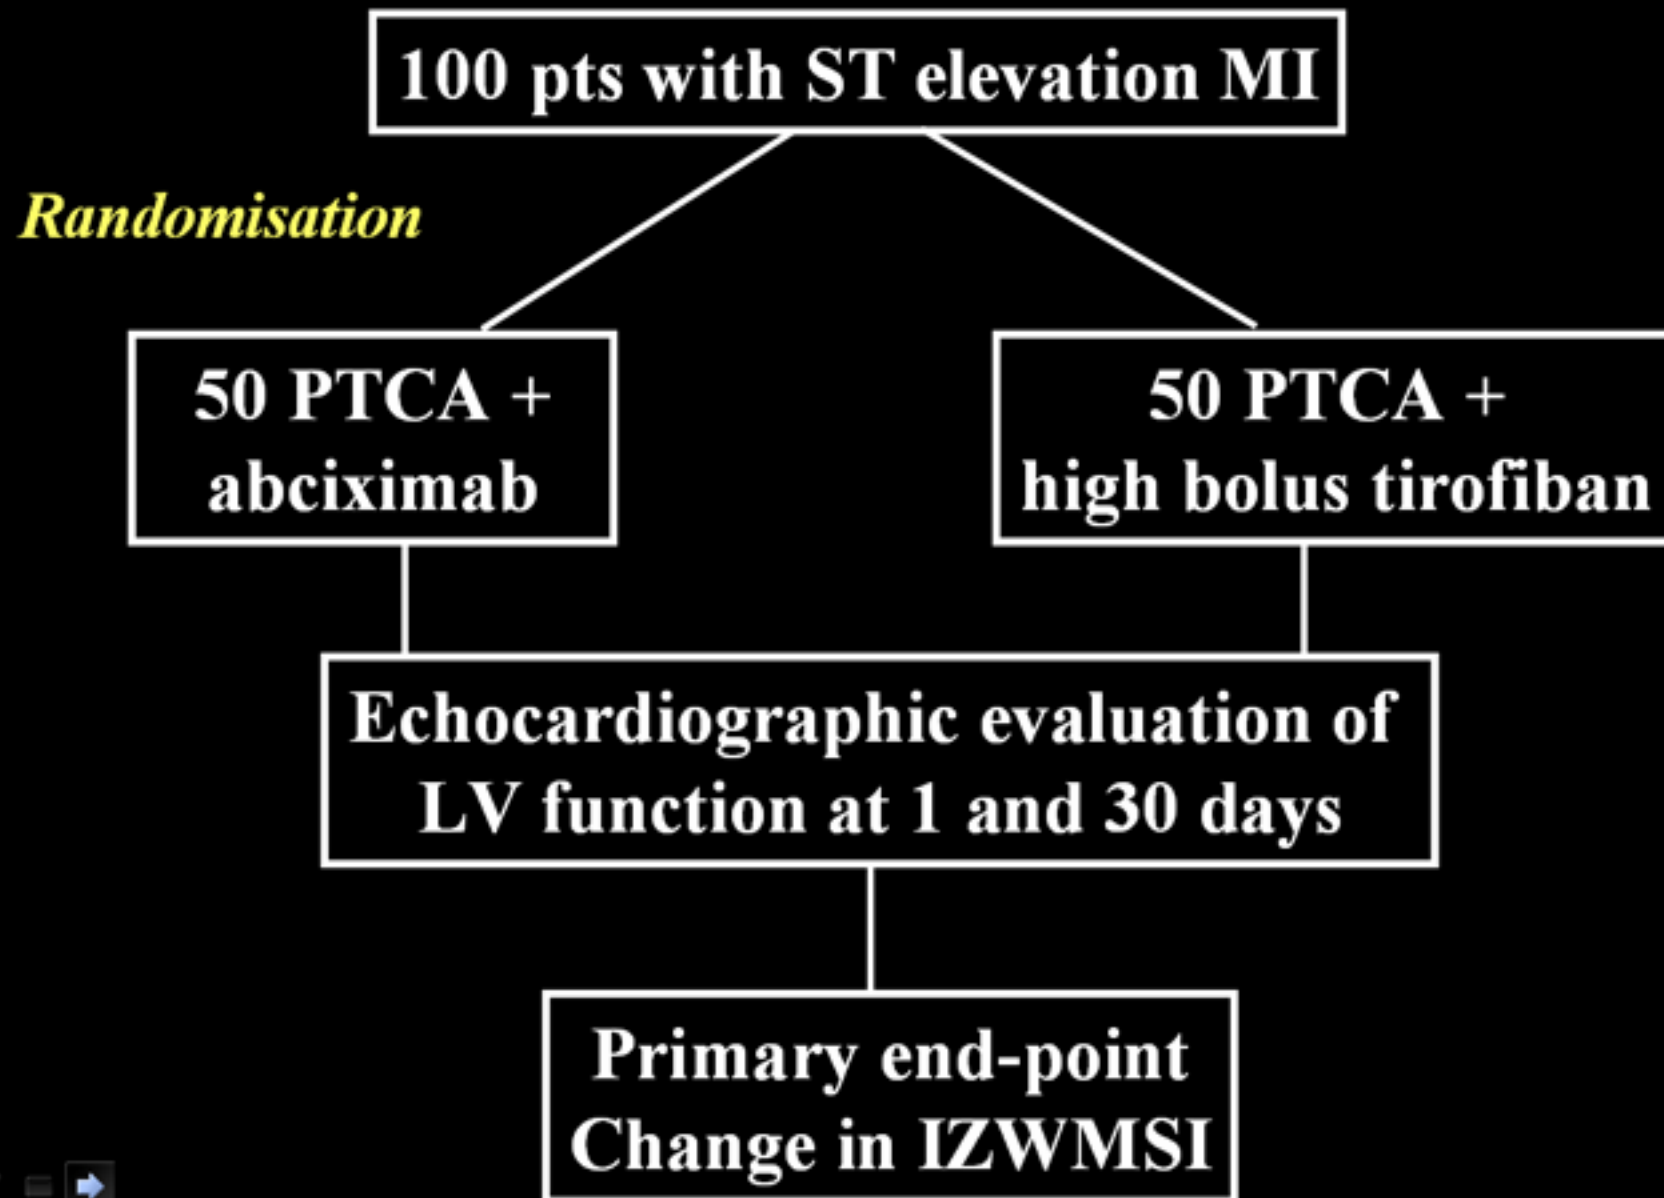 100 pts with ST elevation MI
Randomisation
50 PTCA +
abciximab
50 PTCA +
high bolus tirofiban
Echocardiographic evaluation of
LV function at 1 and 30 days
Primary end-point
Change in IZWMSI